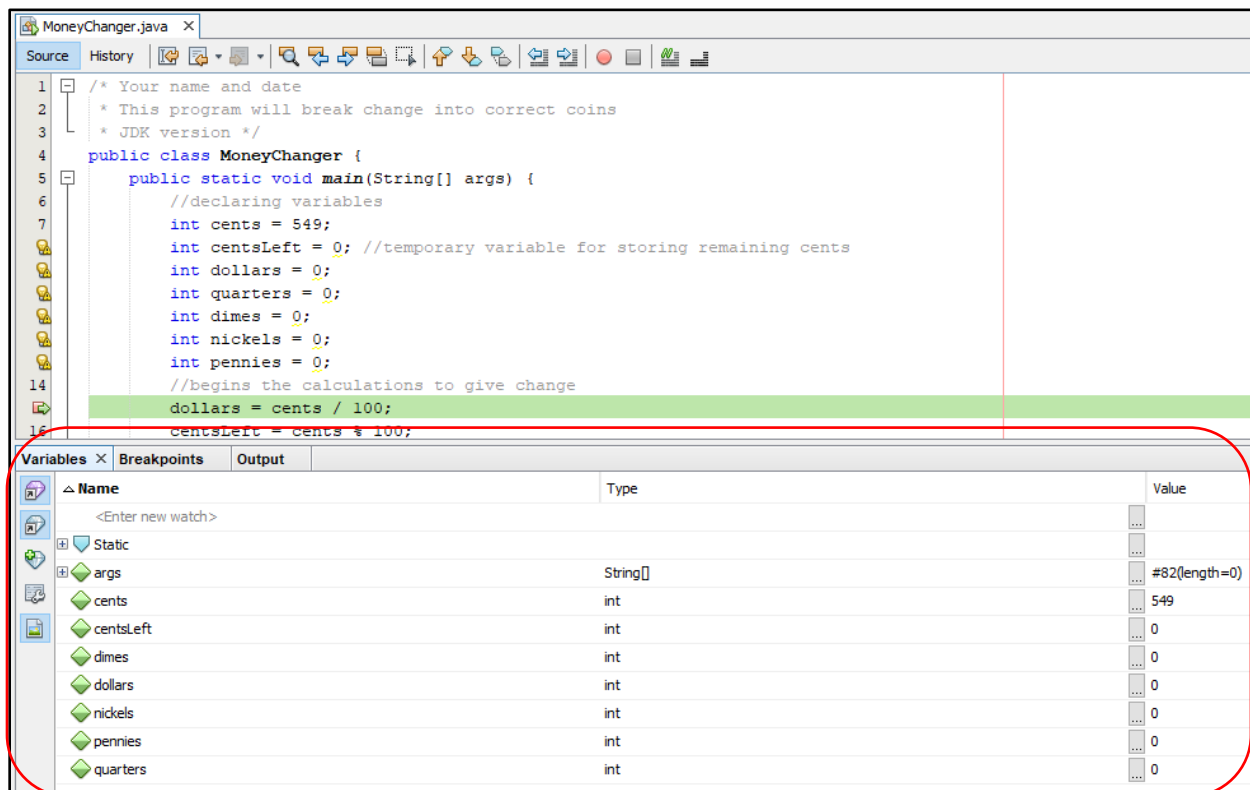 MoneyChanger.java
Source History
1 /* Your name and date
2 * This program will break change into correct coins
3 * JDK version */
4 public class MoneyChanger {
5 public static void main(String[] args) {
6 //declaring variables
7 int cents = 549;
int centsLeft = 0; //temporary variable for storing remaining cents
int dollars = 0;
int quarters = 0;
int dimes = 0;
int nickels = 0;
int pennies = 0;
14 //begins the calculations to give change
dollars = cents / 100;
16 centsLeft = cents % 100;
Variables Breakpoints Output
Name Type Value
<Enter new watch> ...
Static ...
args String[] ... #82(length=0)
cents int ... 549
centsLeft int ... 0
dimes int ... 0
dollars int ... 0
nickels int ... 0
pennies int ... 0
quarters int ... 0